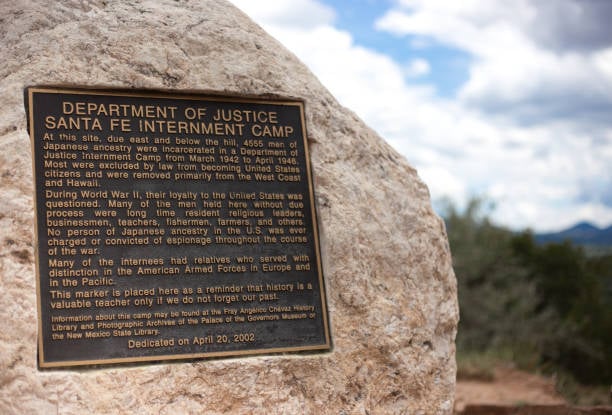 DEPARTMENT OF JUSTICE
SANTA FE INTERNMENT CAMP
At this site, due east and below the hill, 4555 men of
Japanese ancestry were incarcerated in a Department of
Justice Internment Camp from March 1942 to April 1946.
Most were excluded by law from becoming United States
citizens and were removed primarily from the West Coast
and Hawaii.
During World War II, their loyalty to the United States was
questioned. Many of the men held here without due
process were long time resident religious leaders,
businessmen, teachers, fishermen, farmers, and others.
No person of Japanese ancestry in the U.S. was ever
charged or convicted of espionage throughout the course
of the war.
Many of the internees had relatives who served with
distinction in the American Armed Forces in Europe and
in the Pacific.
This marker is placed here as a reminder that history is a
valuable teacher only if we do not forget our past.
Information about this camp may be found at the Fray Angélico Chávez History
Library and Photographic Archives of the Palace of the Governors Museum or
the New Mexico State Library.
Dedicated on April 20, 2002